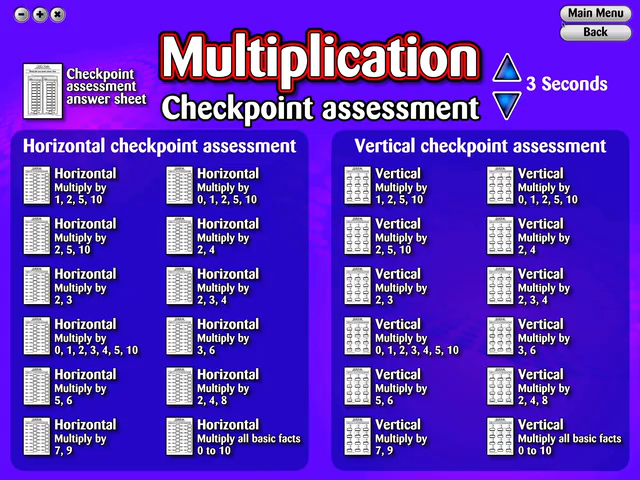 Main Menu
Back
Multiplication
Checkpoint assessment
Checkpoint
assessment
answer sheet
3 Seconds
Horizontal checkpoint assessment
Horizontal
Multiply by
1, 2, 5, 10
Horizontal
Multiply by
0, 1, 2, 5, 10
Horizontal
Multiply by
2, 5, 10
Horizontal
Multiply by
2, 4
Horizontal
Multiply by
2, 3
Horizontal
Multiply by
2, 3, 4
Horizontal
Multiply by
0, 1, 2, 3, 4, 5, 10
Horizontal
Multiply by
3, 6
Horizontal
Multiply by
5, 6
Horizontal
Multiply by
2, 4, 8
Horizontal
Multiply by
7, 9
Horizontal
Multiply all basic facts
0 to 10
Vertical checkpoint assessment
Vertical
Multiply by
1, 2, 5, 10
Vertical
Multiply by
0, 1, 2, 5, 10
Vertical
Multiply by
2, 5, 10
Vertical
Multiply by
2, 4
Vertical
Multiply by
2, 3
Vertical
Multiply by
2, 3, 4
Vertical
Multiply by
0, 1, 2, 3, 4, 5, 10
Vertical
Multiply by
3, 6
Vertical
Multiply by
5, 6
Vertical
Multiply by
2, 4, 8
Vertical
Multiply by
7, 9
Vertical
Multiply all basic facts
0 to 10